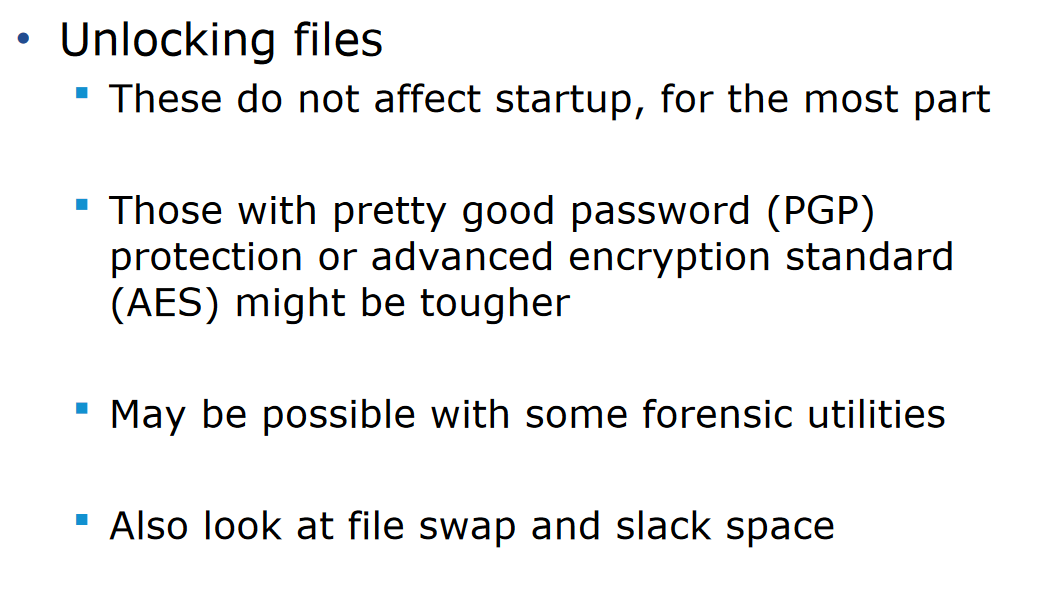 • Unlocking files
▪ These do not affect startup, for the most part
▪ Those with pretty good password (PGP)
protection or advanced encryption standard
(AES) might be tougher
▪ May be possible with some forensic utilities
▪ Also look at file swap and slack space